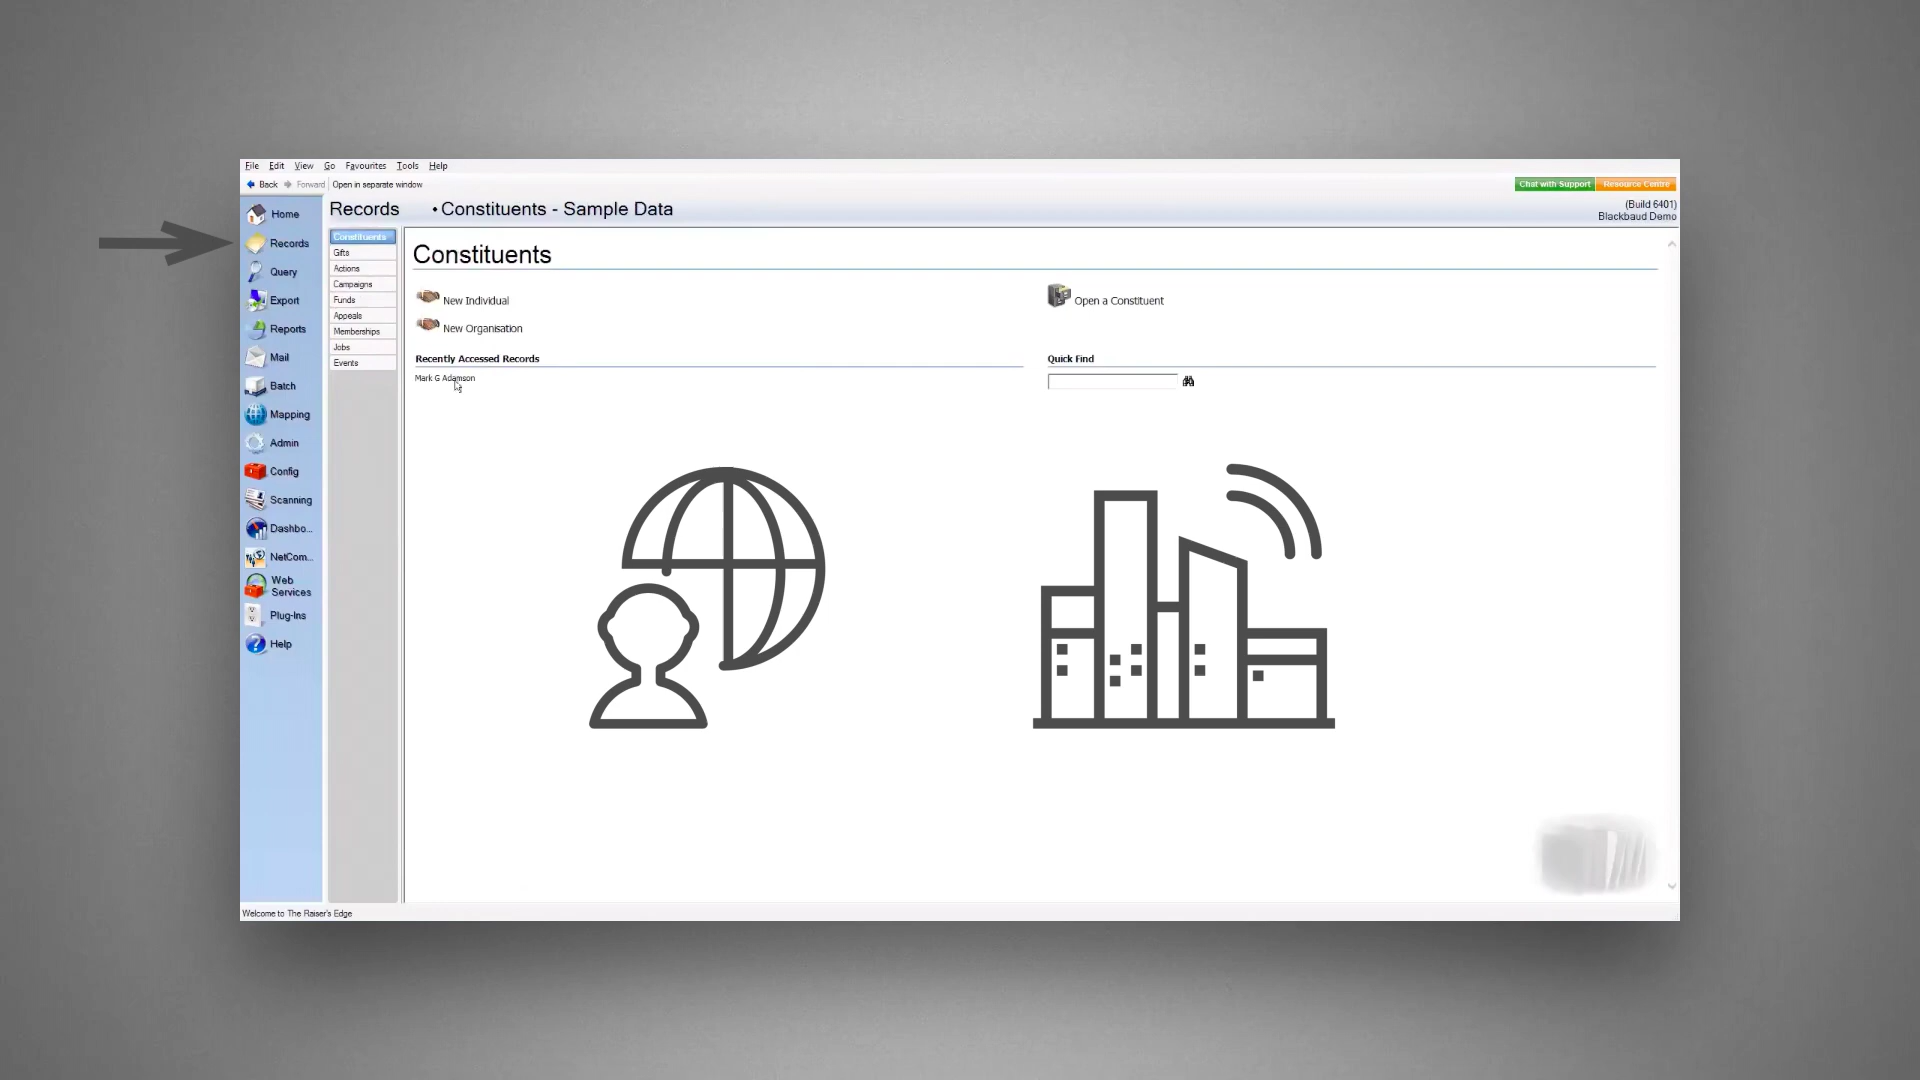 File Edit View Go Favourites Tools Help
Back Forward Open in separate window
Chat with Support Resource Centre
Records • Constituents - Sample Data
(Build 6401)
Blackbaud Demo
Home
Records
Query
Export
Reports
Mail
Batch
Mapping
Admin
Config
Scanning
Dashbo...
NetCom...
Web
Services
Plug-Ins
Help
Constituents
Gifts
Actions
Campaigns
Funds
Appeals
Memberships
Jobs
Events
Constituents
New Individual
New Organisation
Open a Constituent
Recently Accessed Records
Mark G Adamson
Quick Find
Welcome to The Raiser's Edge